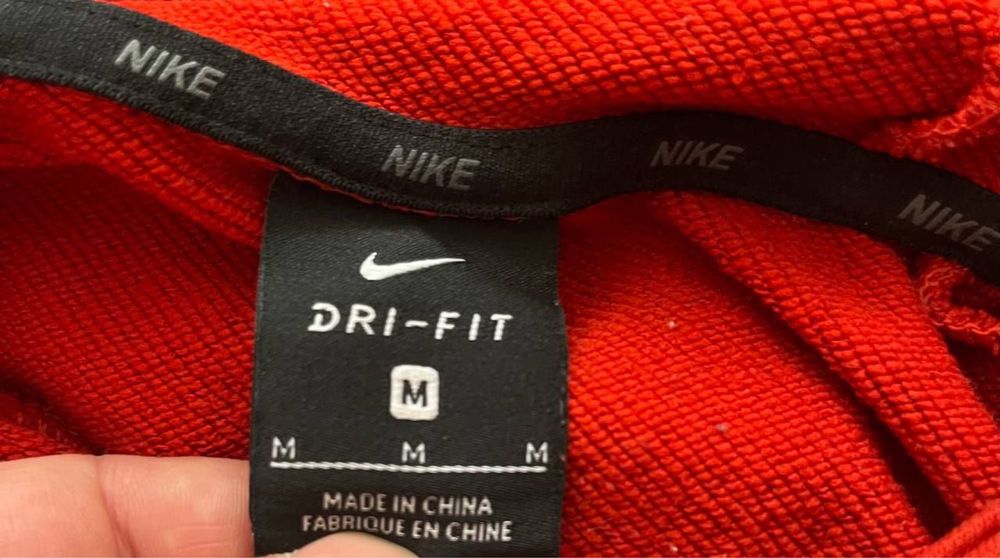 NIKE NIKE NIKE NIKE
DRI-FIT
M
M M M
MADE IN CHINA
FABRIQUE EN CHINE